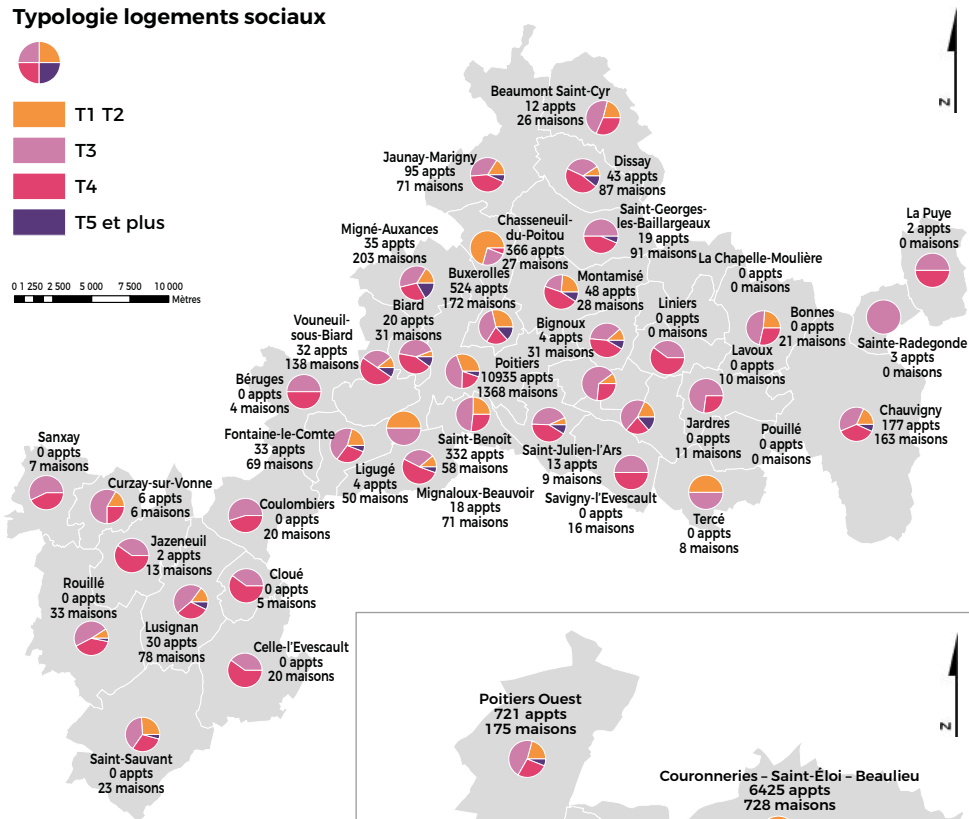 Typologie logements sociaux
T1 T2
T3
T4
T5 et plus
0 1 250 2 500 5 000 7 500 10 000
Mètres
N
Beaumont Saint-Cyr
12 appts
26 maisons
Jaunay-Marigny
95 appts
71 maisons
Dissay
43 appts
87 maisons
Saint-Georges-
les-Baillargeaux
19 appts
91 maisons
Chasseneuil-
du-Poitou
366 appts
27 maisons
Migné-Auxances
35 appts
203 maisons
La Puye
2 appts
0 maisons
La Chapelle-Moulière
0 appts
0 maisons
Buxerolles
524 appts
172 maisons
Montamisé
48 appts
28 maisons
Liniers
0 appts
0 maisons
Bonnes
0 appts
21 maisons
Sainte-Radegonde
3 appts
0 maisons
Biard
20 appts
31 maisons
Vouneuil-
sous-Biard
32 appts
138 maisons
Bignoux
4 appts
31 maisons
Lavoux
0 appts
10 maisons
Poitiers
10935 appts
1368 maisons
Béruges
0 appts
4 maisons
Chauvigny
177 appts
163 maisons
Jardres
0 appts
11 maisons
Pouillé
0 appts
0 maisons
Fontaine-le-Comte
33 appts
69 maisons
Saint-Benoît
332 appts
58 maisons
Saint-Julien-l'Ars
13 appts
9 maisons
Ligugé
4 appts
50 maisons
Mignaloux-Beauvoir
18 appts
71 maisons
Savigny-l'Evescault
0 appts
16 maisons
Tercé
0 appts
8 maisons
Sanxay
0 appts
7 maisons
Curzay-sur-Vonne
6 appts
6 maisons
Coulombiers
0 appts
20 maisons
Jazeneuil
2 appts
13 maisons
Cloué
0 appts
5 maisons
Rouillé
0 appts
33 maisons
Lusignan
30 appts
78 maisons
Celle-l'Evescault
0 appts
20 maisons
Saint-Sauvant
0 appts
23 maisons
N
Poitiers Ouest
721 appts
175 maisons
Couronneries – Saint-Éloi – Beaulieu
6425 appts
728 maisons